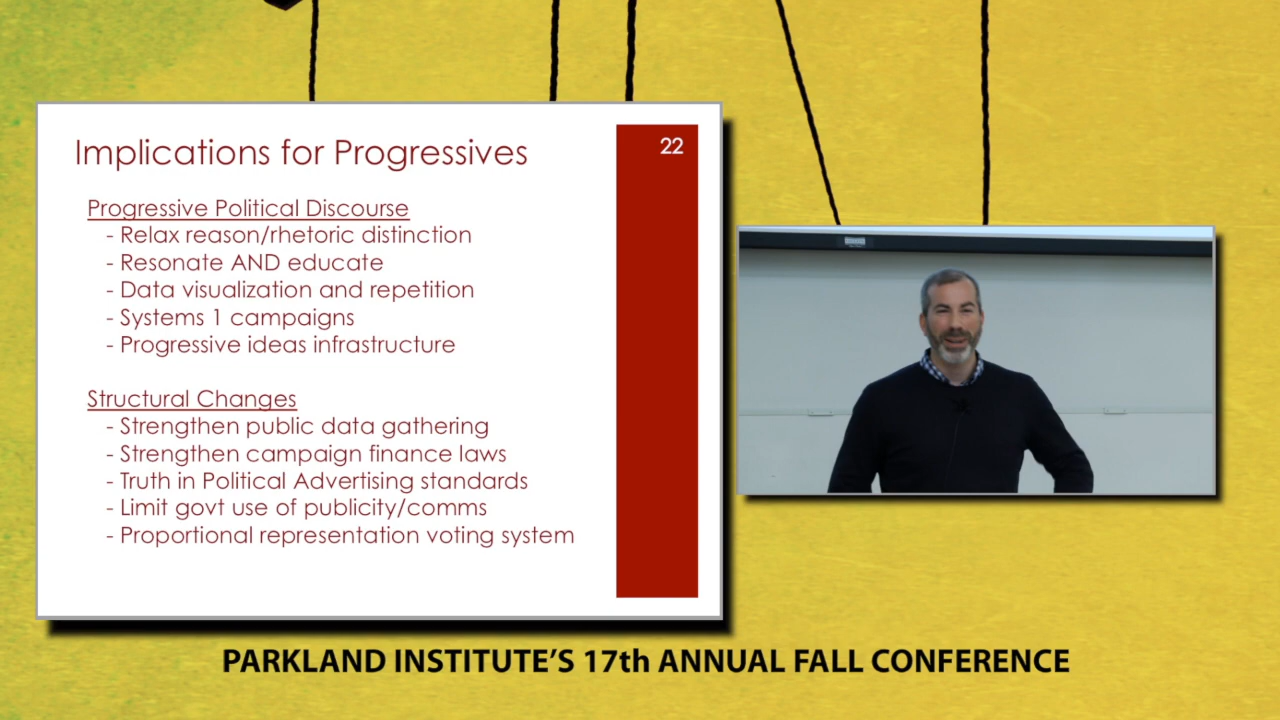 Implications for Progressives
22
Progressive Political Discourse
- Relax reason/rhetoric distinction
- Resonate AND educate
- Data visualization and repetition
- Systems 1 campaigns
- Progressive ideas infrastructure
Structural Changes
- Strengthen public data gathering
- Strengthen campaign finance laws
- Truth in Political Advertising standards
- Limit govt use of publicity/comms
- Proportional representation voting system
PARKLAND INSTITUTE'S 17th ANNUAL FALL CONFERENCE